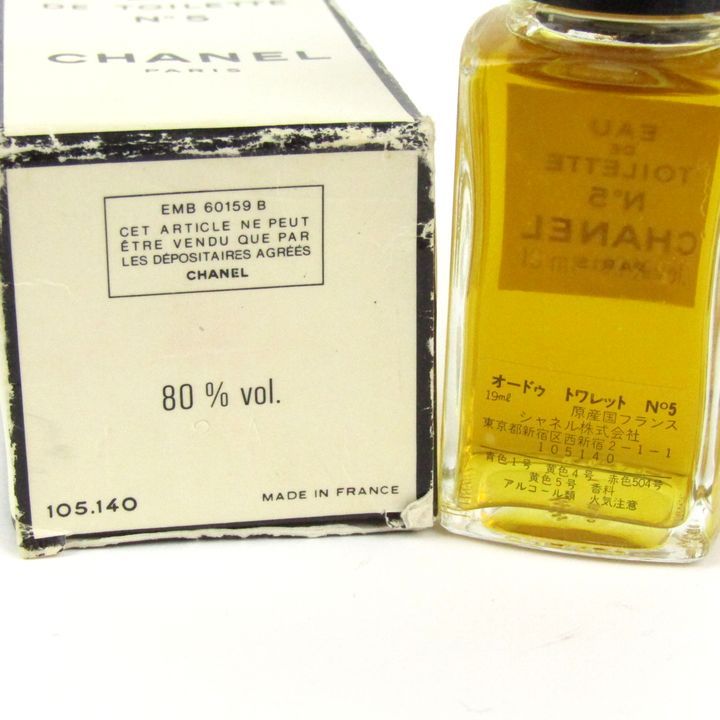 DE TOILETTE
N°5
CHANEL
PARIS
EMB 60159 B
CET ARTICLE NE PEUT
ÊTRE VENDU QUE PAR
LES DÉPOSITAIRES AGRÉÉS
CHANEL
80 % vol.
105.140
MADE IN FRANCE
EAU
DE
TOILETTE
N°5
CHANEL
PARIS
オードゥ トワレット No5
19ml 原産国フランス
シャネル株式会社
東京都新宿区西新宿2-1-1
105140
青色1号 黄色4号 赤色504号
黄色5号 香料
アルコール類 火気注意